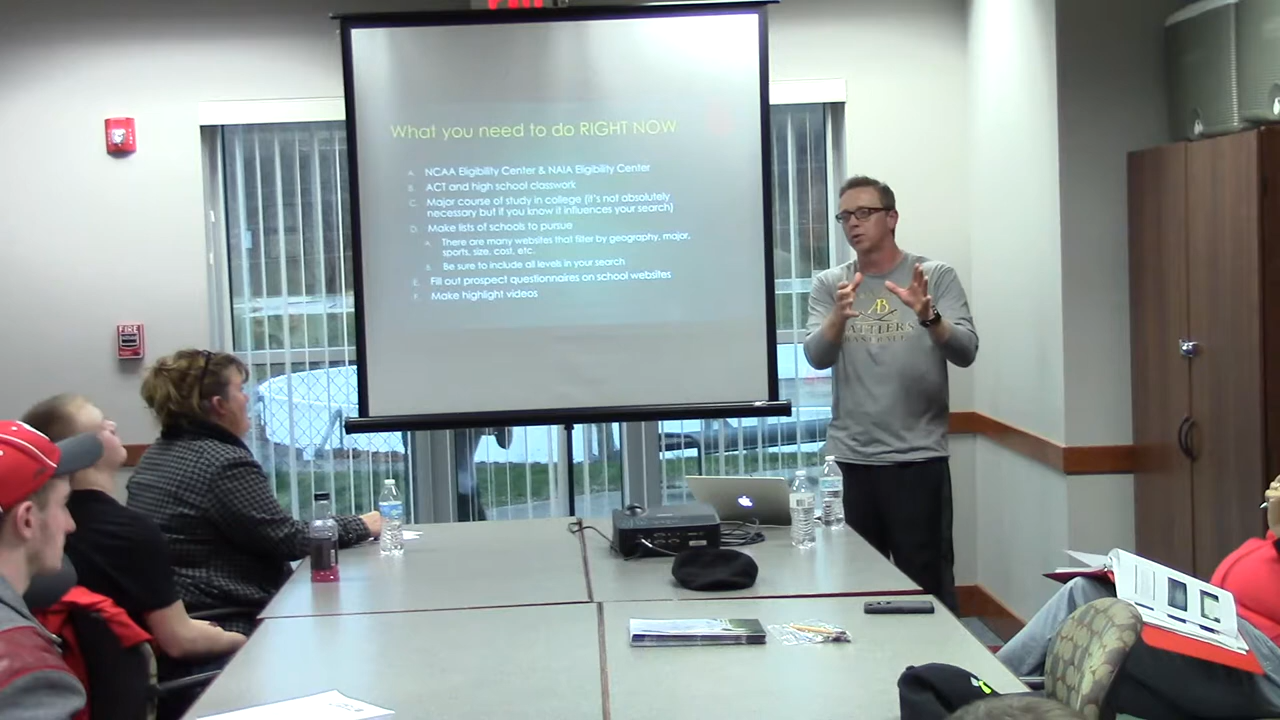 What you need to do RIGHT NOW
A. NCAA Eligibility Center & NAIA Eligibility Center
B. ACT and high school classwork
C. Major course of study in college (it's not absolutely
necessary but if you know it influences your search)
D. Make lists of schools to pursue
A. There are many websites that filter by geography, major,
sports, size, cost, etc.
B. Be sure to include all levels in your search
E. Fill out prospect questionnaires on school websites
F. Make highlight videos
AB
RATTLERS
BASEBALL
FIRE